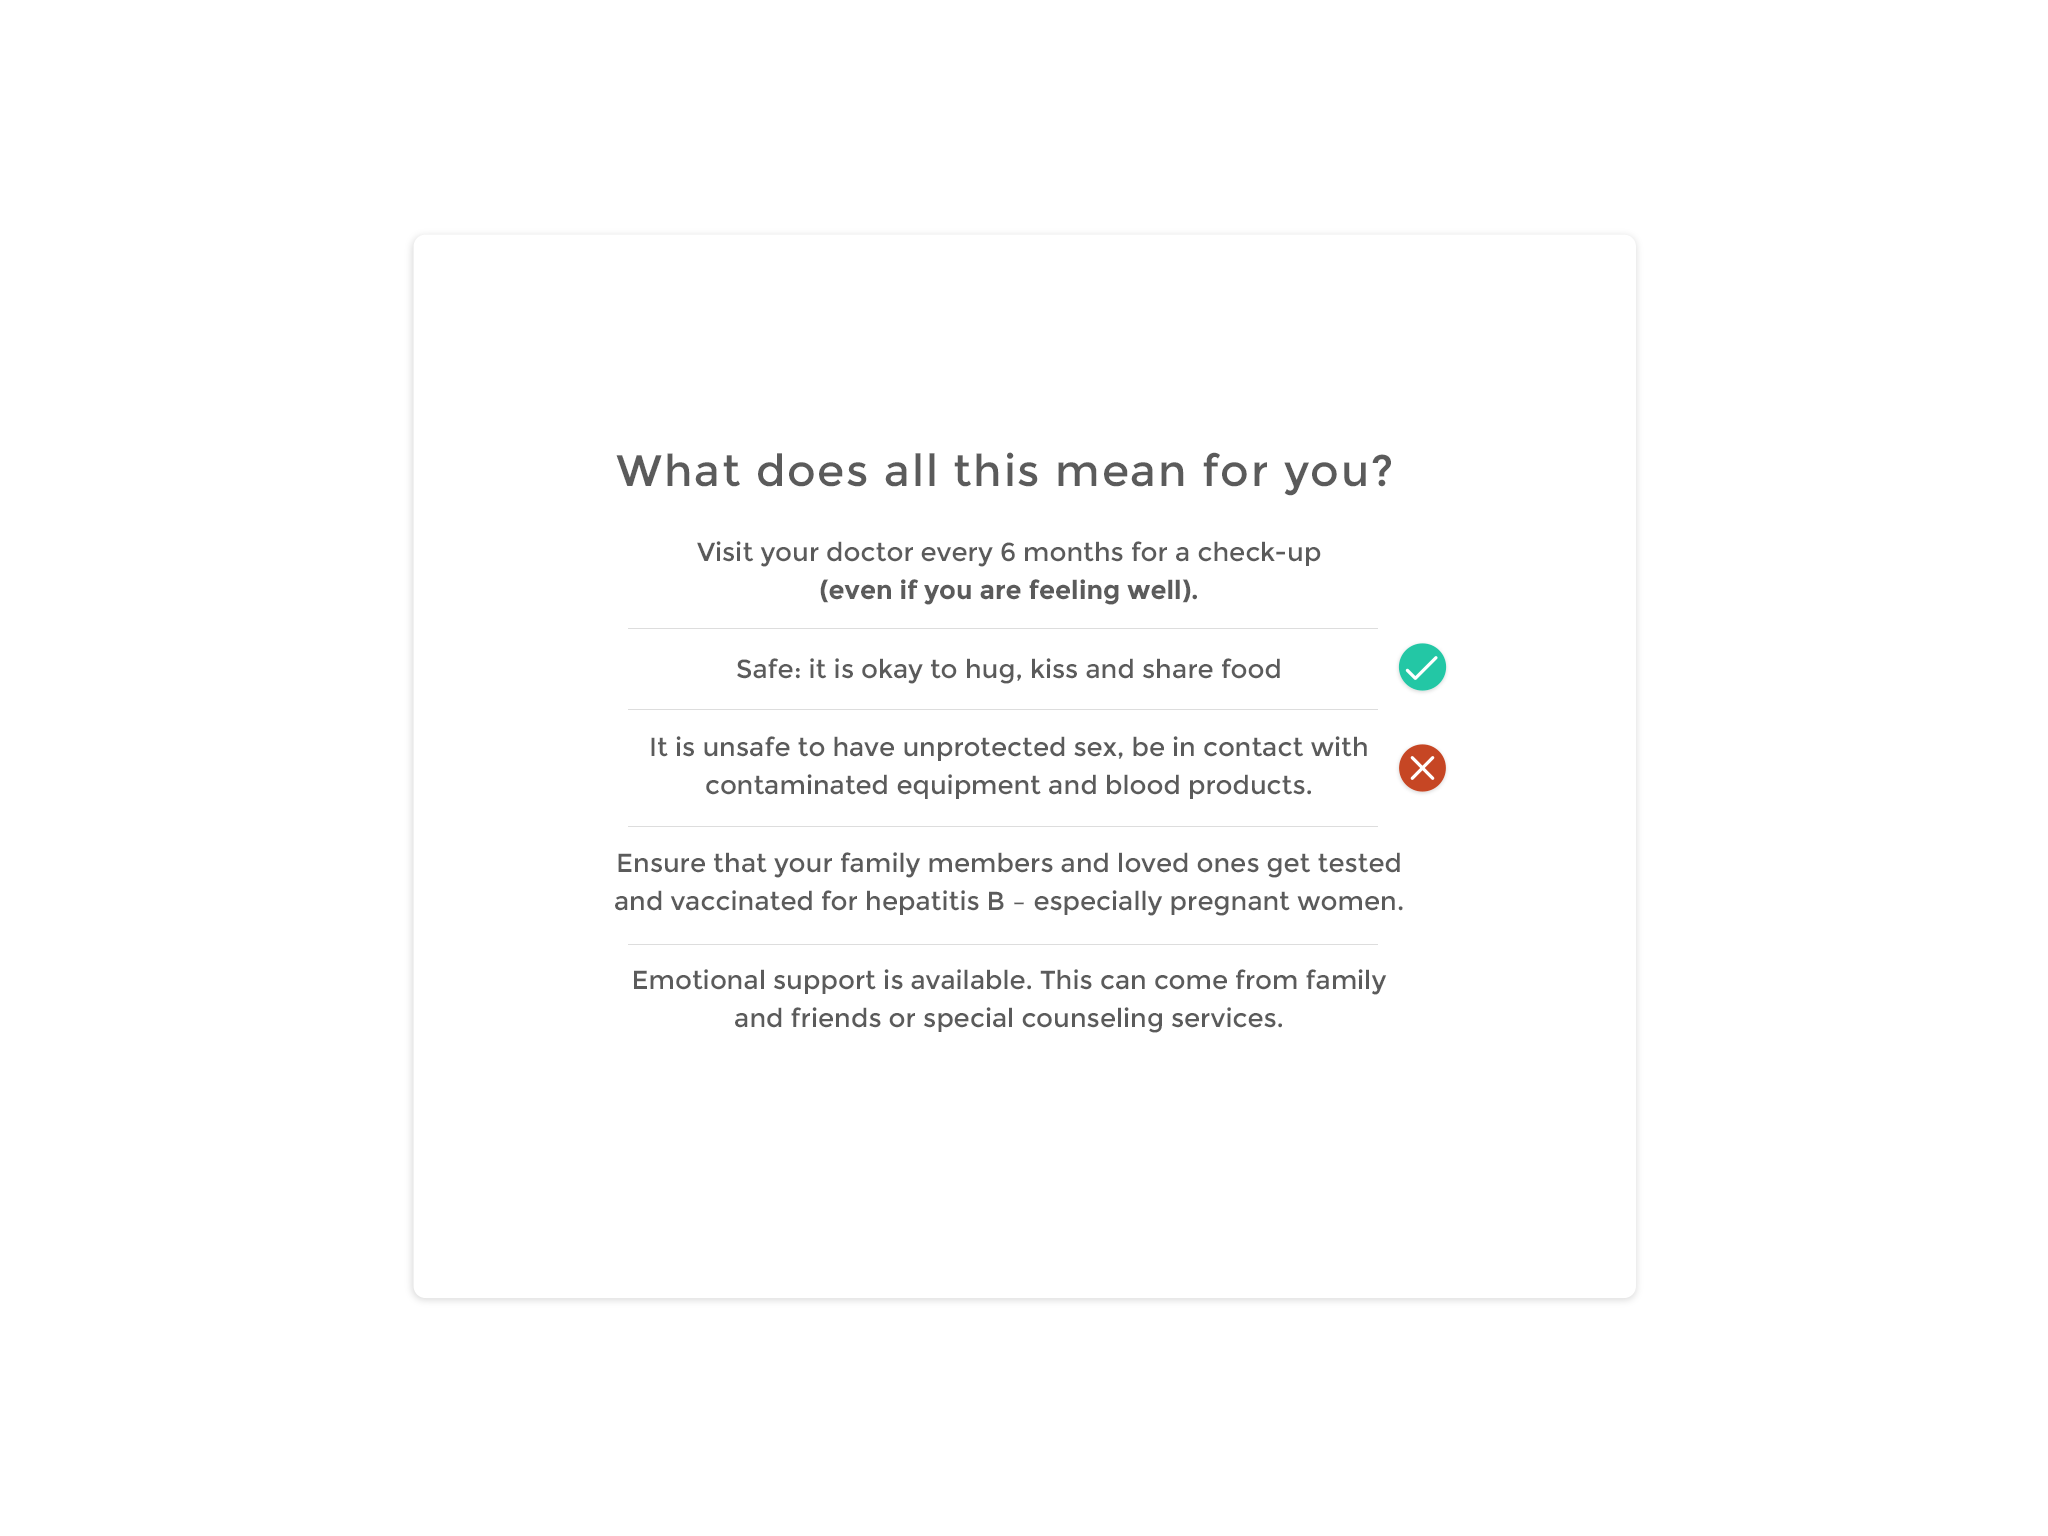 What does all this mean for you?
Visit your doctor every 6 months for a check-up
(even if you are feeling well).
Safe: it is okay to hug, kiss and share food
It is unsafe to have unprotected sex, be in contact with
contaminated equipment and blood products.
Ensure that your family members and loved ones get tested
and vaccinated for hepatitis B – especially pregnant women.
Emotional support is available. This can come from family
and friends or special counseling services.